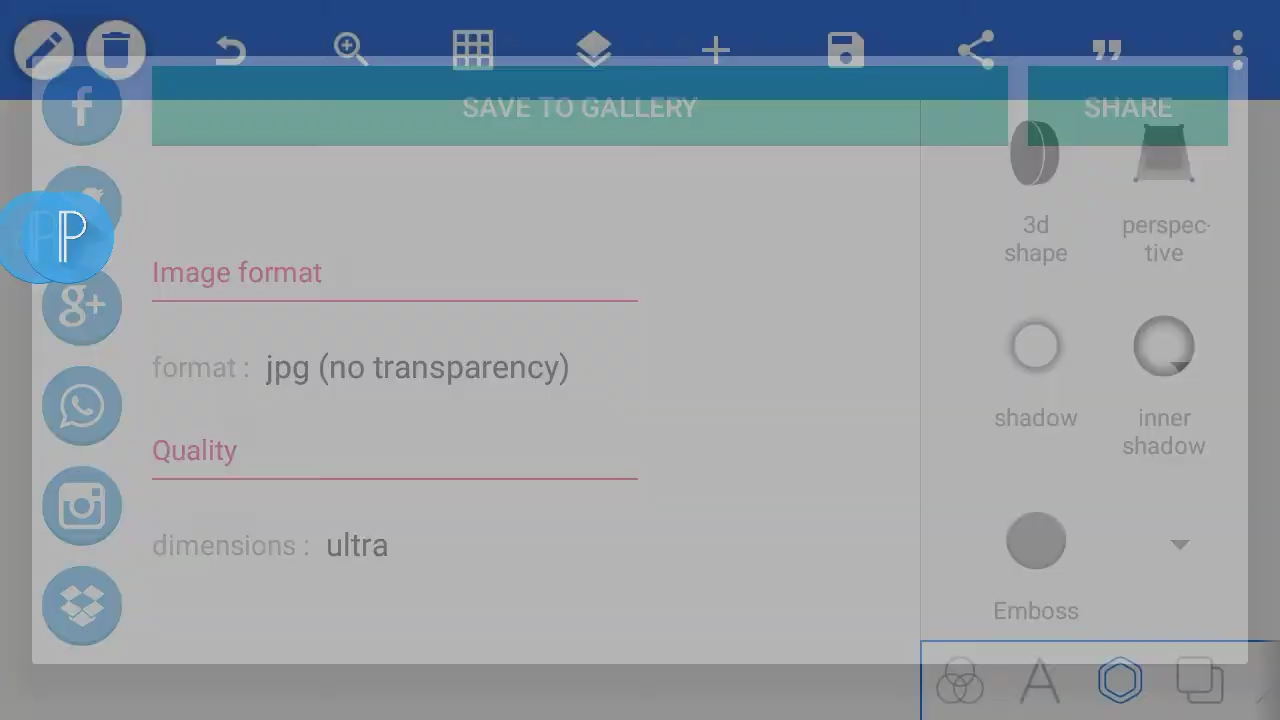 SAVE TO GALLERY
SHARE
3d
shape
perspec-
tive
P
g+
Image format
format : jpg (no transparency)
shadow
inner
shadow
Quality
dimensions : ultra
Emboss
A